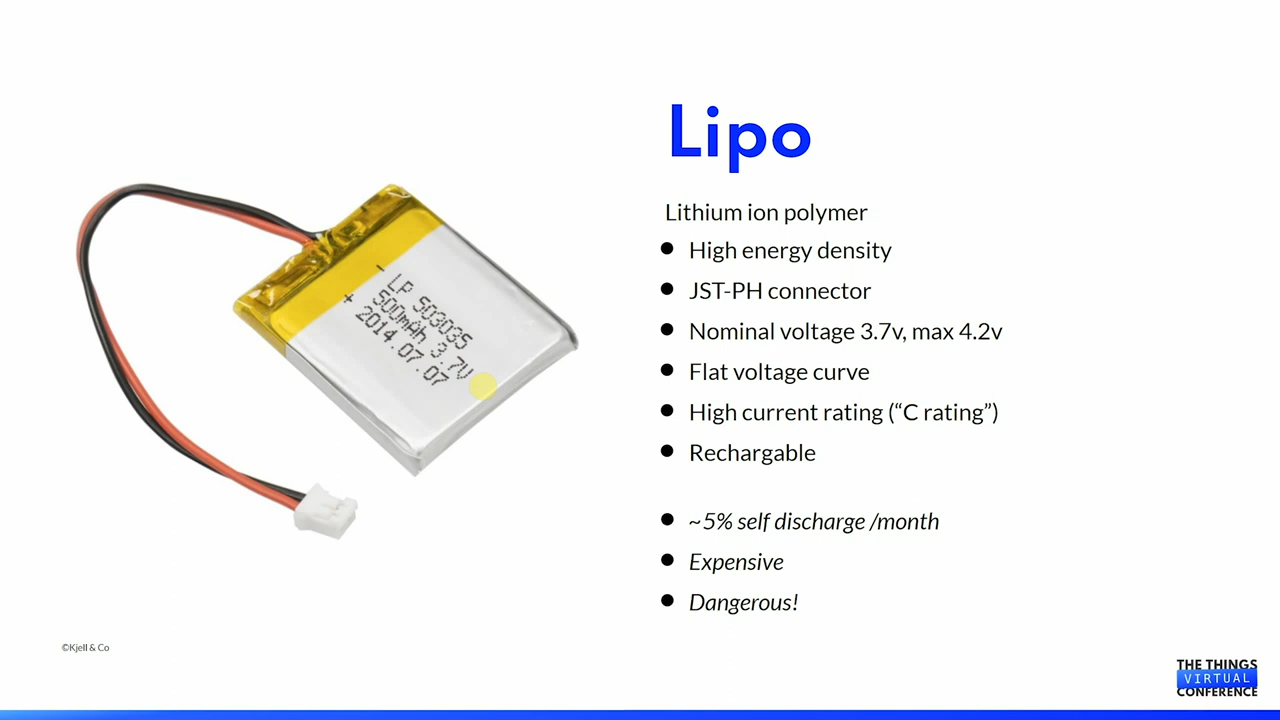 Lipo
Lithium ion polymer
High energy density
JST-PH connector
Nominal voltage 3.7v, max 4.2v
Flat voltage curve
High current rating (“C rating”)
Rechargable
~5% self discharge /month
Expensive
Dangerous!
-
LP 503035
+ 500mAh 3.7V
2014.07.07
©Kjell & Co
THE THINGS
VIRTUAL
CONFERENCE